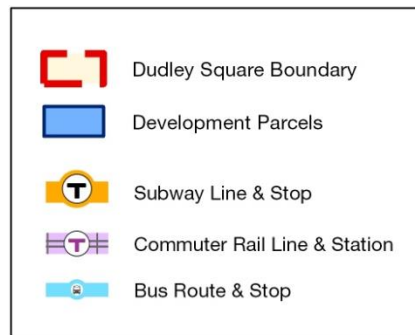 Dudley Square Boundary
Development Parcels
T Subway Line & Stop
T Commuter Rail Line & Station
Bus Route & Stop